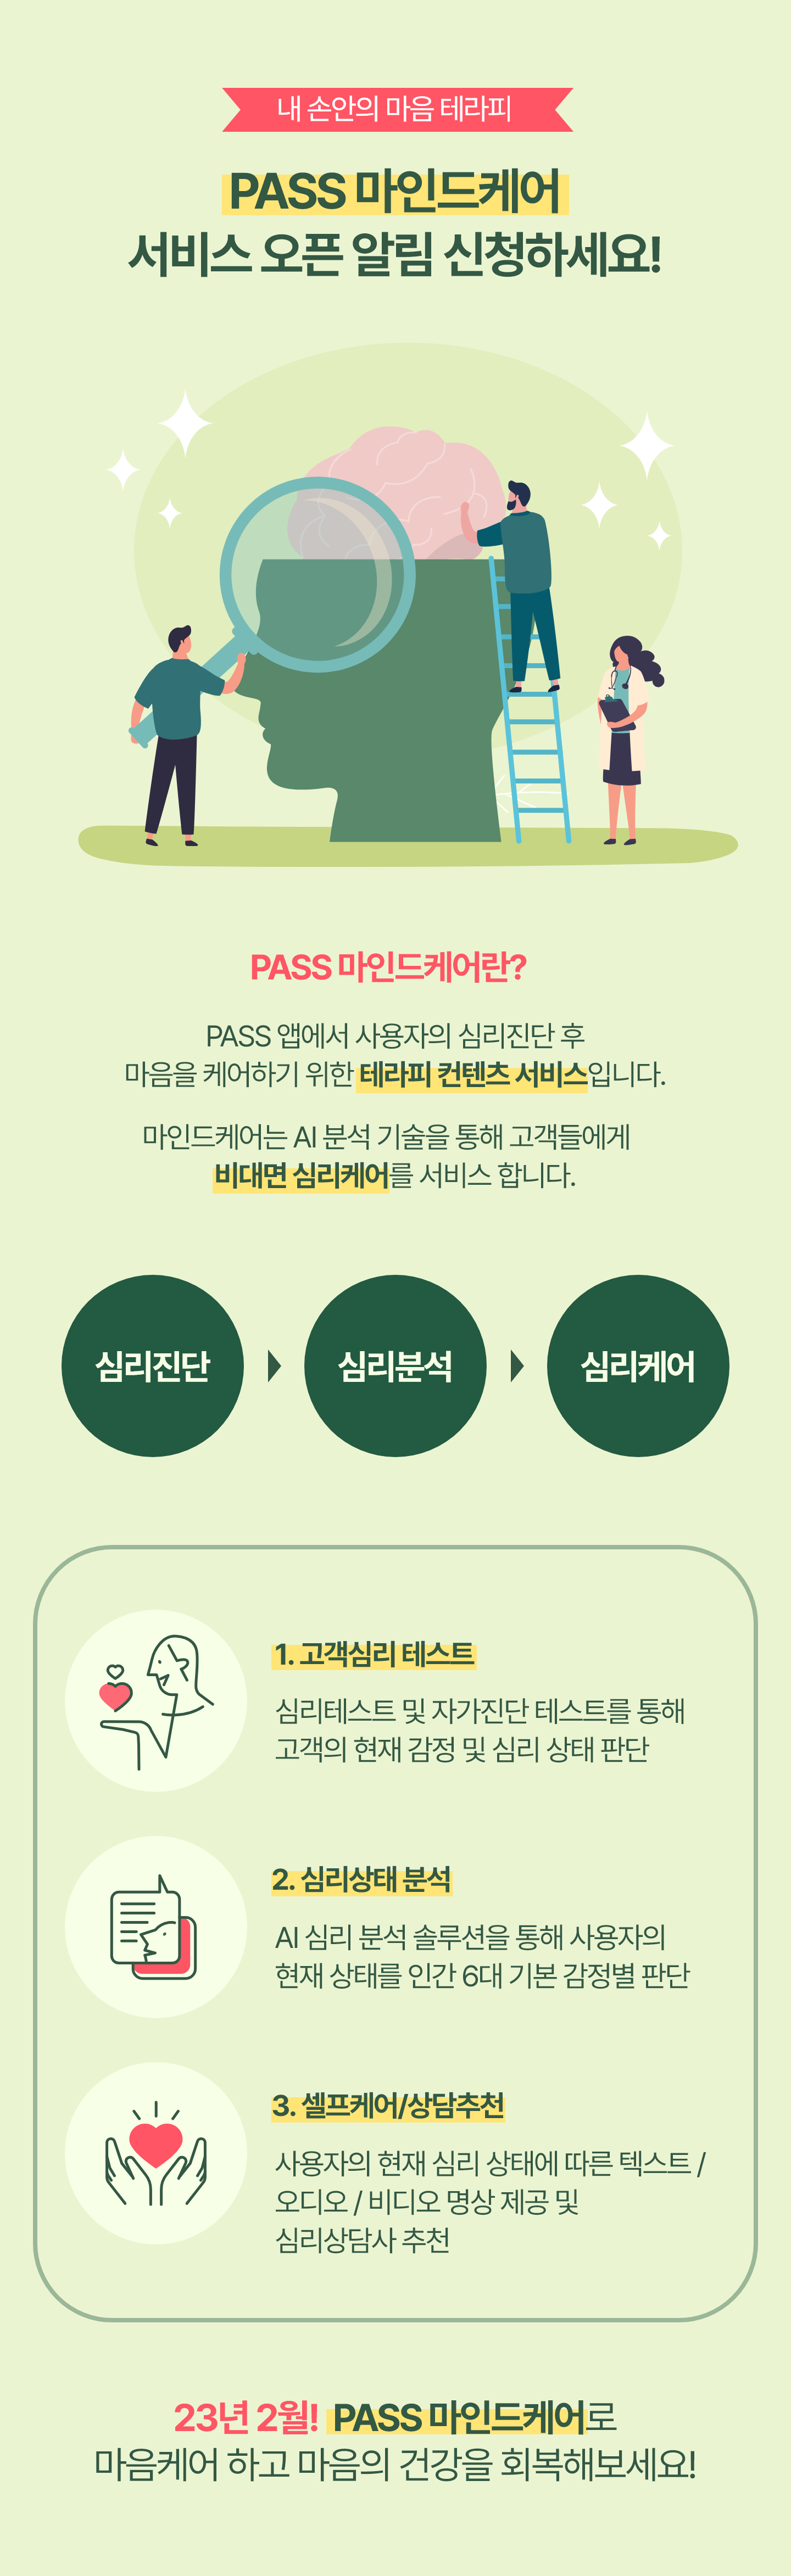 내 손안의 마음 테라피
PASS 마인드케어
서비스 오픈 알림 신청하세요!
PASS 마인드케어란?
PASS 앱에서 사용자의 심리진단 후
마음을 케어하기 위한 테라피 컨텐츠 서비스입니다.
마인드케어는 AI 분석 기술을 통해 고객들에게
비대면 심리케어를 서비스 합니다.
심리진단
심리분석
심리케어
1. 고객심리 테스트
심리테스트 및 자가진단 테스트를 통해
고객의 현재 감정 및 심리 상태 판단
2. 심리상태 분석
AI 심리 분석 솔루션을 통해 사용자의
현재 상태를 인간 6대 기본 감정별 판단
3. 셀프케어/상담추천
사용자의 현재 심리 상태에 따른 텍스트 /
오디오 / 비디오 명상 제공 및
심리상담사 추천
23년 2월! PASS 마인드케어로
마음케어 하고 마음의 건강을 회복해보세요!